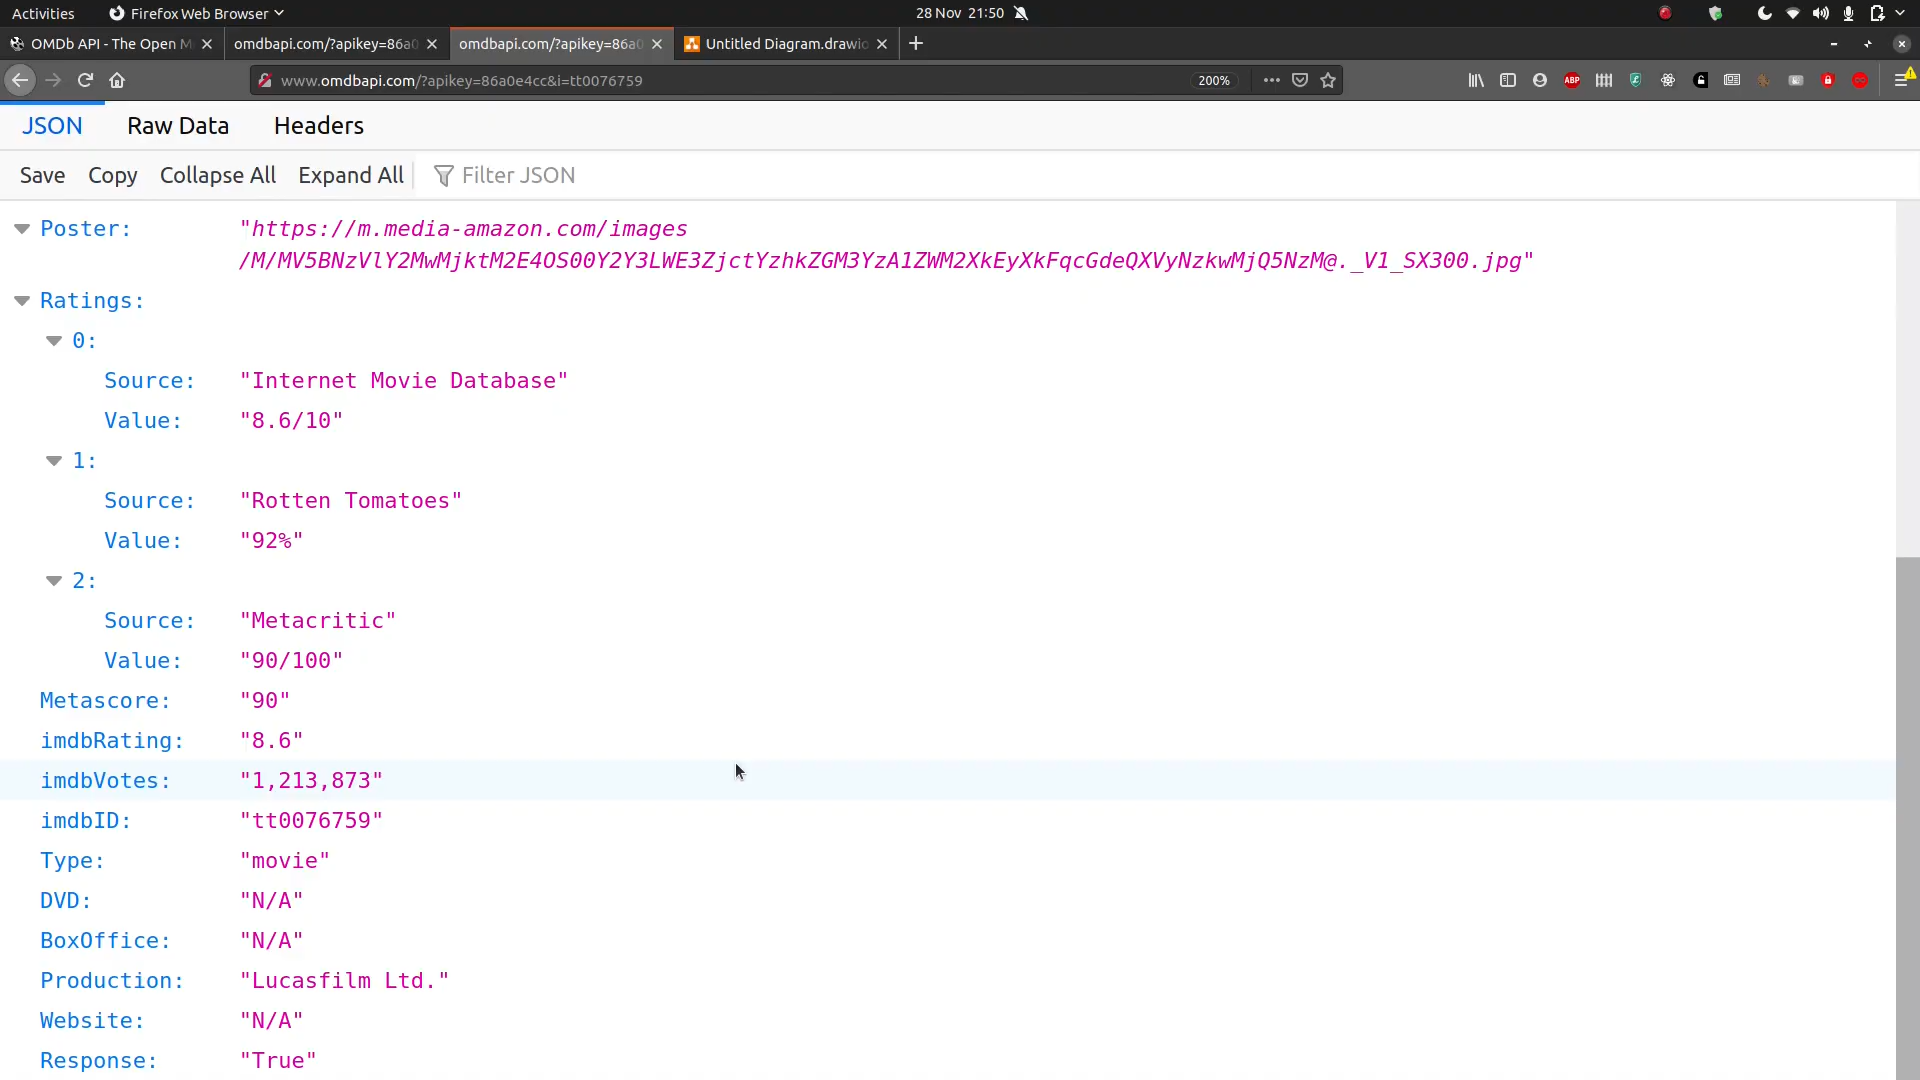 Activities
Firefox Web Browser
28 Nov 21:50
OMDb API - The Open M
omdbapi.com/?apikey=86a0
omdbapi.com/?apikey=86a0
Untitled Diagram.drawio
www.omdbapi.com/?apikey=86a0e4cc&i=tt0076759
200%
ABP
JSON
Raw Data
Headers
Save
Copy
Collapse All
Expand All
Filter JSON
Poster: "https://m.media-amazon.com/images
/M/MV5BNzVlY2MwMjktM2E4OS00Y2Y3LWE3ZjctYzhkZGM3YzA1ZWM2XkEyXkFqcGdeQXVyNzkwMjQ5NzM@._V1_SX300.jpg"
Ratings:
0:
Source: "Internet Movie Database"
Value: "8.6/10"
1:
Source: "Rotten Tomatoes"
Value: "92%"
2:
Source: "Metacritic"
Value: "90/100"
Metascore: "90"
imdbRating: "8.6"
imdbVotes: "1,213,873"
imdbID: "tt0076759"
Type: "movie"
DVD: "N/A"
BoxOffice: "N/A"
Production: "Lucasfilm Ltd."
Website: "N/A"
Response: "True"